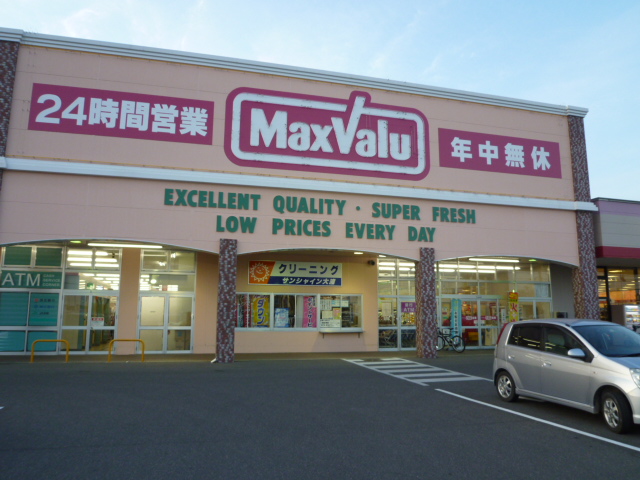 24時間営業
MaxValu
年中無休
EXCELLENT QUALITY · SUPER FRESH
LOW PRICES EVERY DAY
ATM
クリーニング
サンシャイン大潟